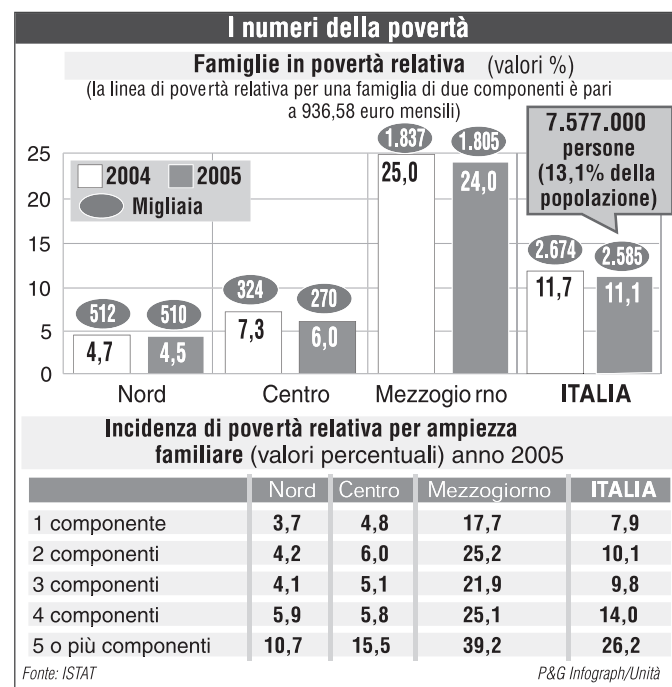 I numeri della povertà
Famiglie in povertà relativa (valori %)
(la linea di povertà relativa per una famiglia di due componenti è pari
a 936,58 euro mensili)
7.577.000
persone
(13,1% della
popolazione)
2004 2005
Migliaia
25
20
15
10
5
0
512 510 324 270 1.837 1.805 2.674 2.585
4,7 4,5 7,3 6,0 25,0 24,0 11,7 11,1
Nord Centro Mezzogiorno ITALIA
Incidenza di povertà relativa per ampiezza
familiare (valori percentuali) anno 2005
Nord Centro Mezzogiorno ITALIA
1 componente 3,7 4,8 17,7 7,9
2 componenti 4,2 6,0 25,2 10,1
3 componenti 4,1 5,1 21,9 9,8
4 componenti 5,9 5,8 25,1 14,0
5 o più componenti 10,7 15,5 39,2 26,2
Fonte: ISTAT P&G Infograph/Unità